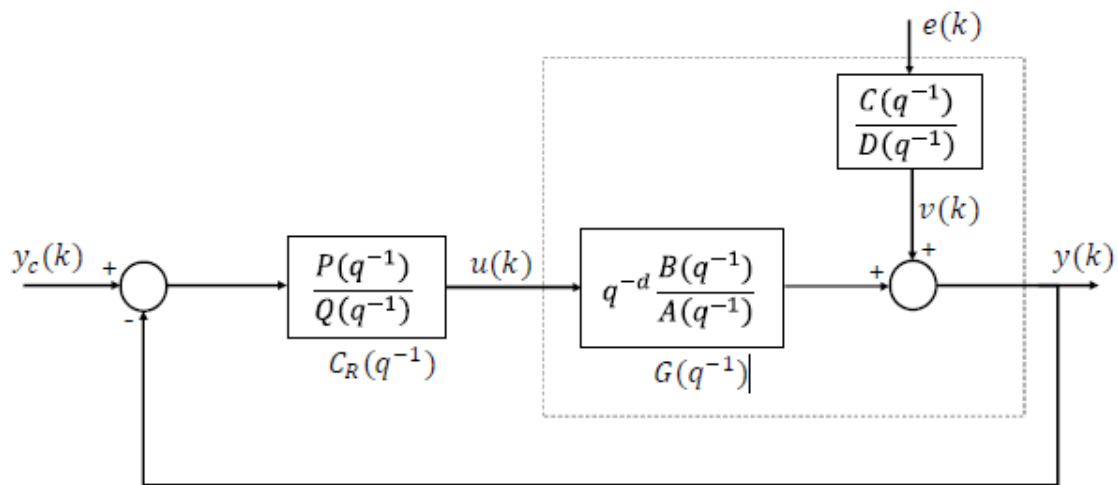 e(k)
C(q⁻¹)
D(q⁻¹)
v(k)
y_c(k)
+
-
P(q⁻¹)
Q(q⁻¹)
C_R(q⁻¹)
u(k)
q⁻ᵈ B(q⁻¹)
A(q⁻¹)
G(q⁻¹)
+
+
y(k)